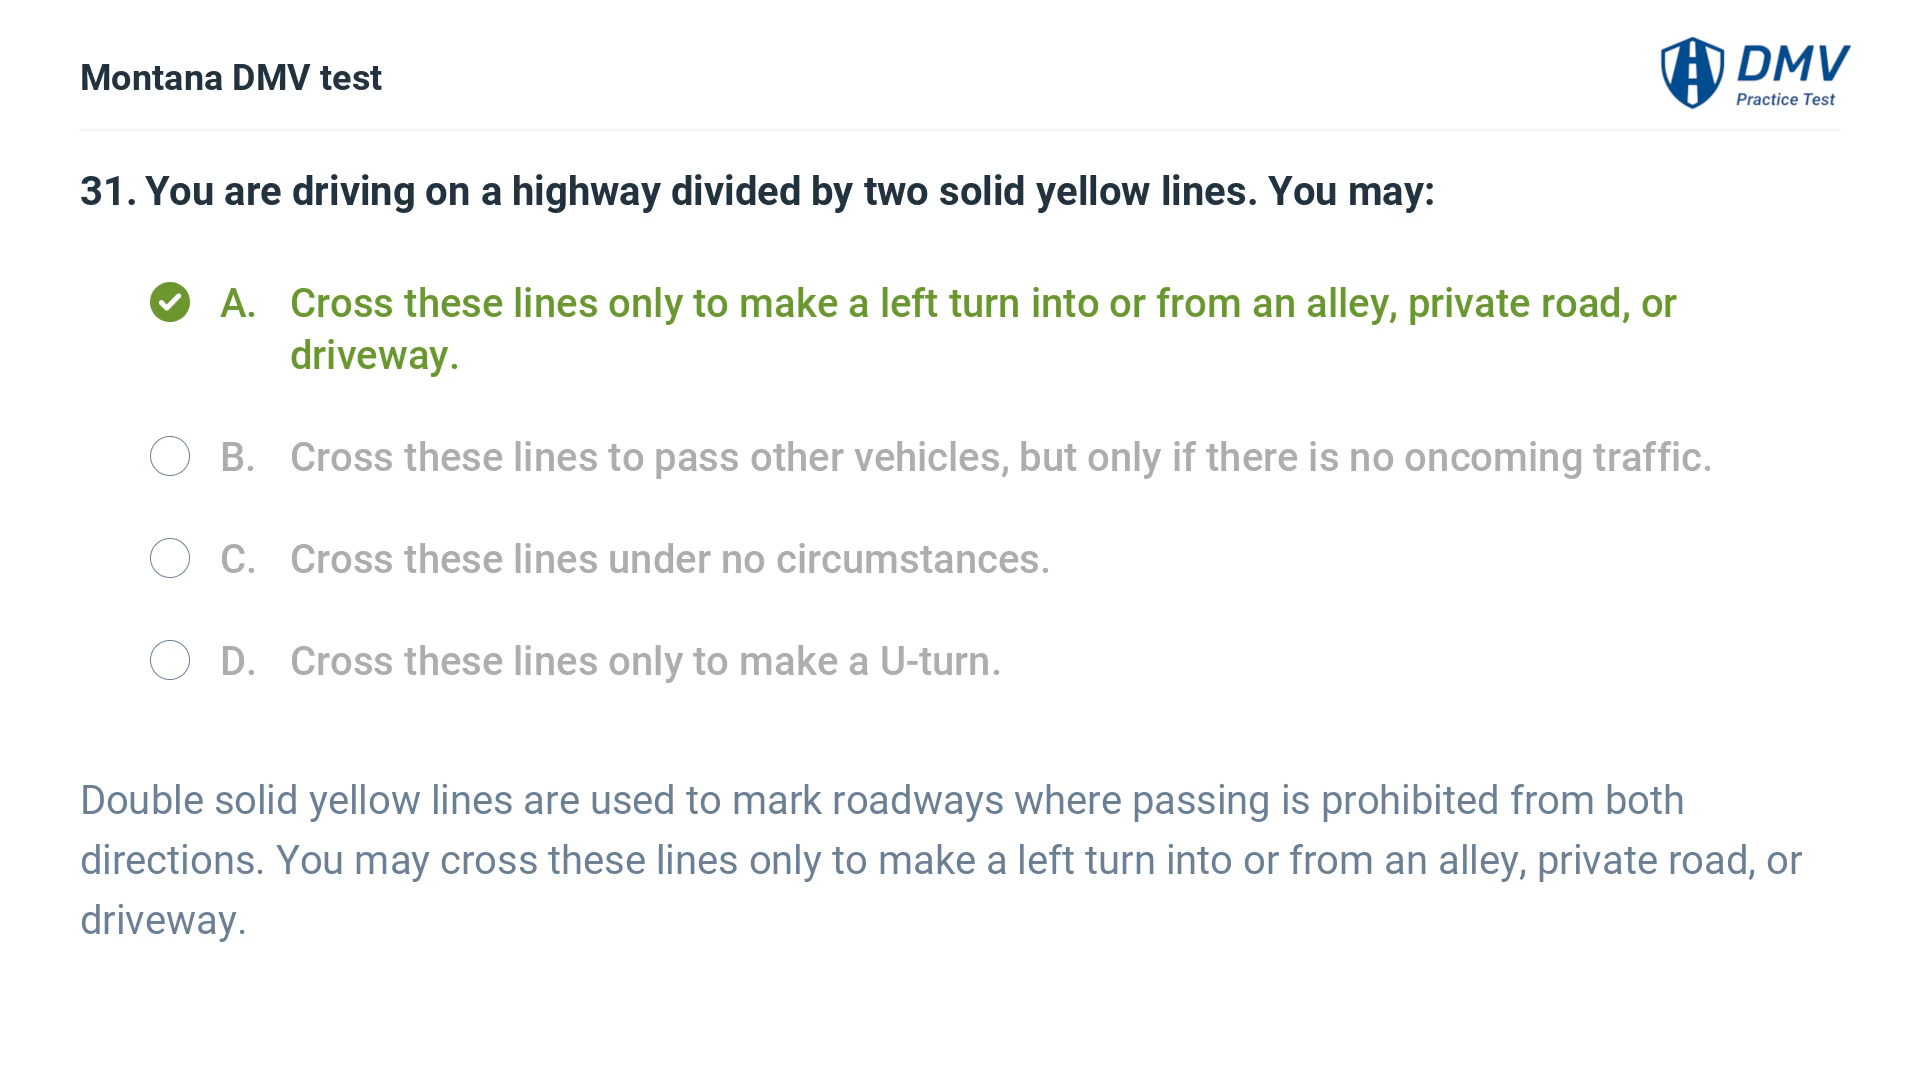 Montana DMV test
DMV
Practice Test
31. You are driving on a highway divided by two solid yellow lines. You may:
A. Cross these lines only to make a left turn into or from an alley, private road, or
driveway.
B. Cross these lines to pass other vehicles, but only if there is no oncoming traffic.
C. Cross these lines under no circumstances.
D. Cross these lines only to make a U-turn.
Double solid yellow lines are used to mark roadways where passing is prohibited from both
directions. You may cross these lines only to make a left turn into or from an alley, private road, or
driveway.